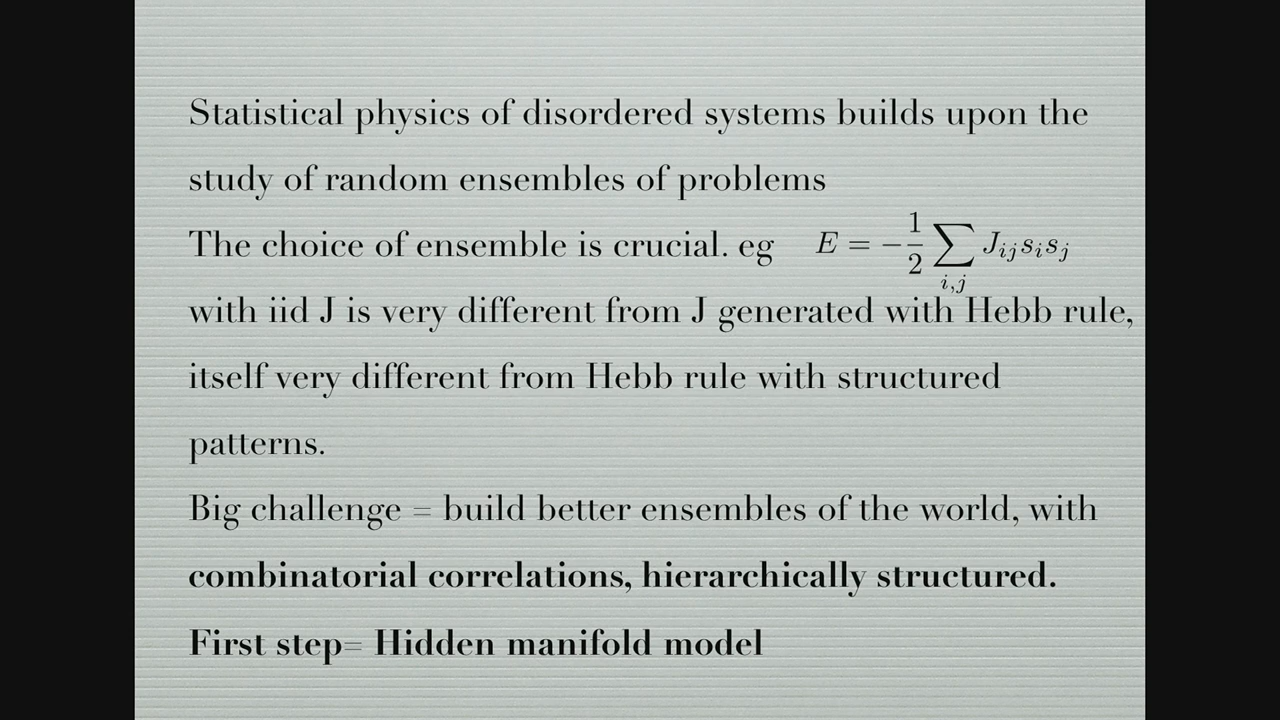 Statistical physics of disordered systems builds upon the
study of random ensembles of problems
The choice of ensemble is crucial. eg $E = -\frac{1}{2} \sum_{i,j} J_{ij} s_i s_j$
with iid J is very different from J generated with Hebb rule,
itself very different from Hebb rule with structured
patterns.
Big challenge = build better ensembles of the world, with
combinatorial correlations, hierarchically structured.
First step= Hidden manifold model